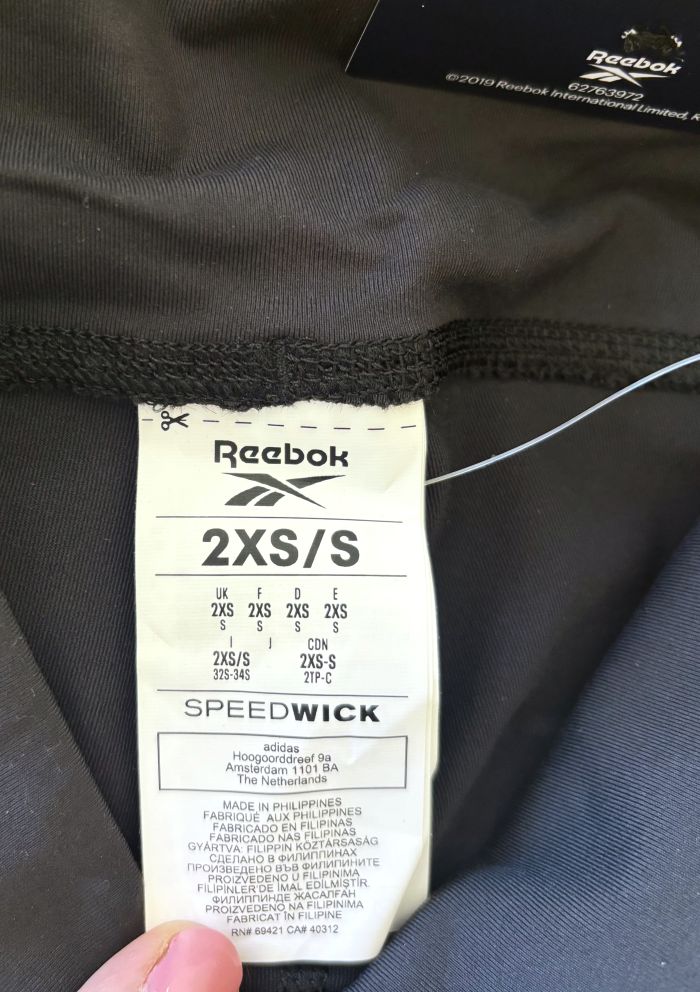 Reebok
62763972
©2019 Reebok International Limited,
Reebok
2XS/S
UK F D E
2XS 2XS 2XS 2XS
S S S S
I J CDN
2XS/S 2XS-S
32S-34S 2TP-C
SPEEDWICK
adidas
Hoogoorddreef 9a
Amsterdam 1101 BA
The Netherlands
MADE IN PHILIPPINES
FABRIQUÉ AUX PHILIPPINES
FABRICADO EN FILIPINAS
FABRICADO NAS FILIPINAS
GYÁRTVA: FILIPPIN KÖZTÁRSASÁG
СДЕЛАНО В ФИЛИППИНАХ
ПРОИЗВЕДЕНО ВЪВ ФИЛИПИНИТЕ
PROIZVEDENO U FILIPINIMA
FİLİPİNLER'DE İMAL EDİLMİŞTİR.
ФИЛИППИНДЕ ЖАСАЛҒАН
PROIZVEDENO NA FILIPINIMA
FABRICAT ÎN FILIPINE
RN# 69421 CA# 40312